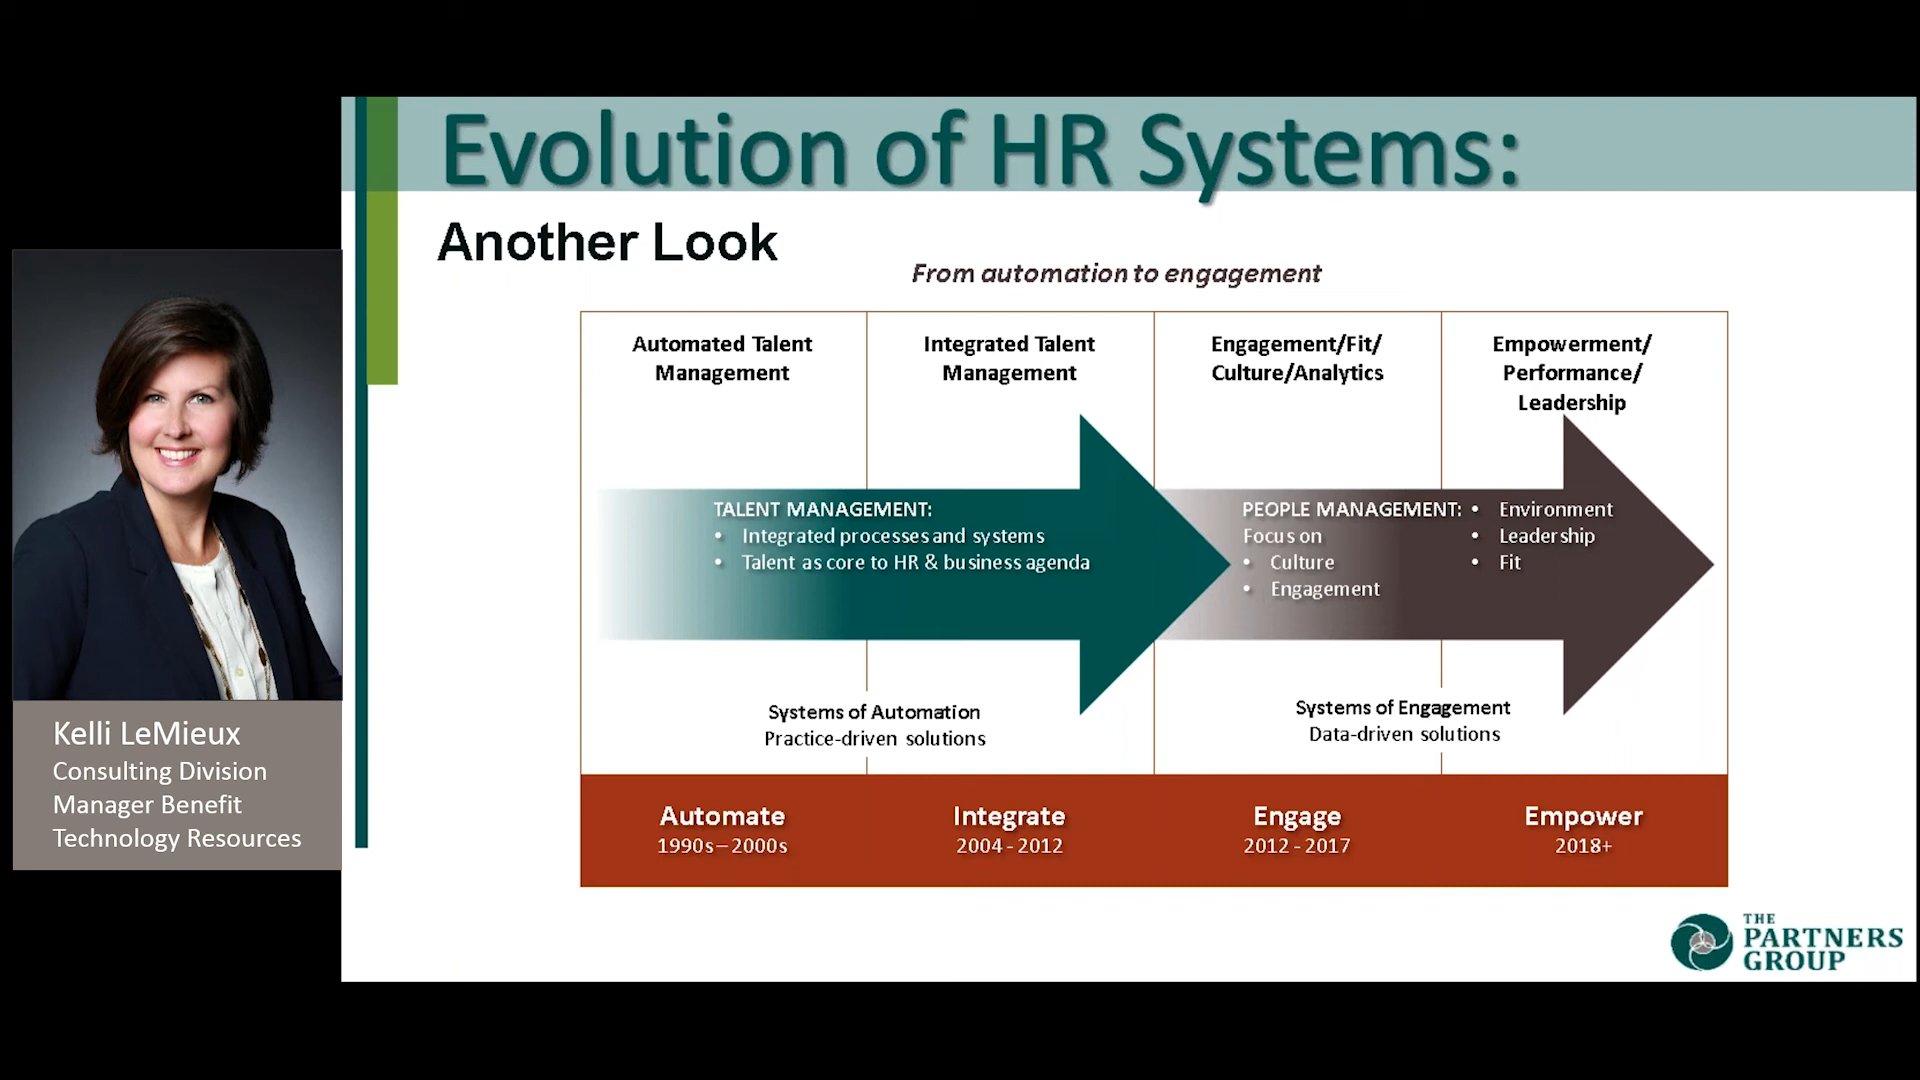 Evolution of HR Systems:
Another Look
From automation to engagement
Automated Talent
Management
Integrated Talent
Management
Engagement/Fit/
Culture/Analytics
Empowerment/
Performance/
Leadership
TALENT MANAGEMENT:
• Integrated processes and systems
• Talent as core to HR & business agenda
PEOPLE MANAGEMENT:
Focus on
• Culture
• Engagement
• Environment
• Leadership
• Fit
Systems of Automation
Practice-driven solutions
Systems of Engagement
Data-driven solutions
Automate
1990s – 2000s
Integrate
2004 - 2012
Engage
2012 - 2017
Empower
2018+
Kelli LeMieux
Consulting Division
Manager Benefit
Technology Resources
THE
PARTNERS
GROUP